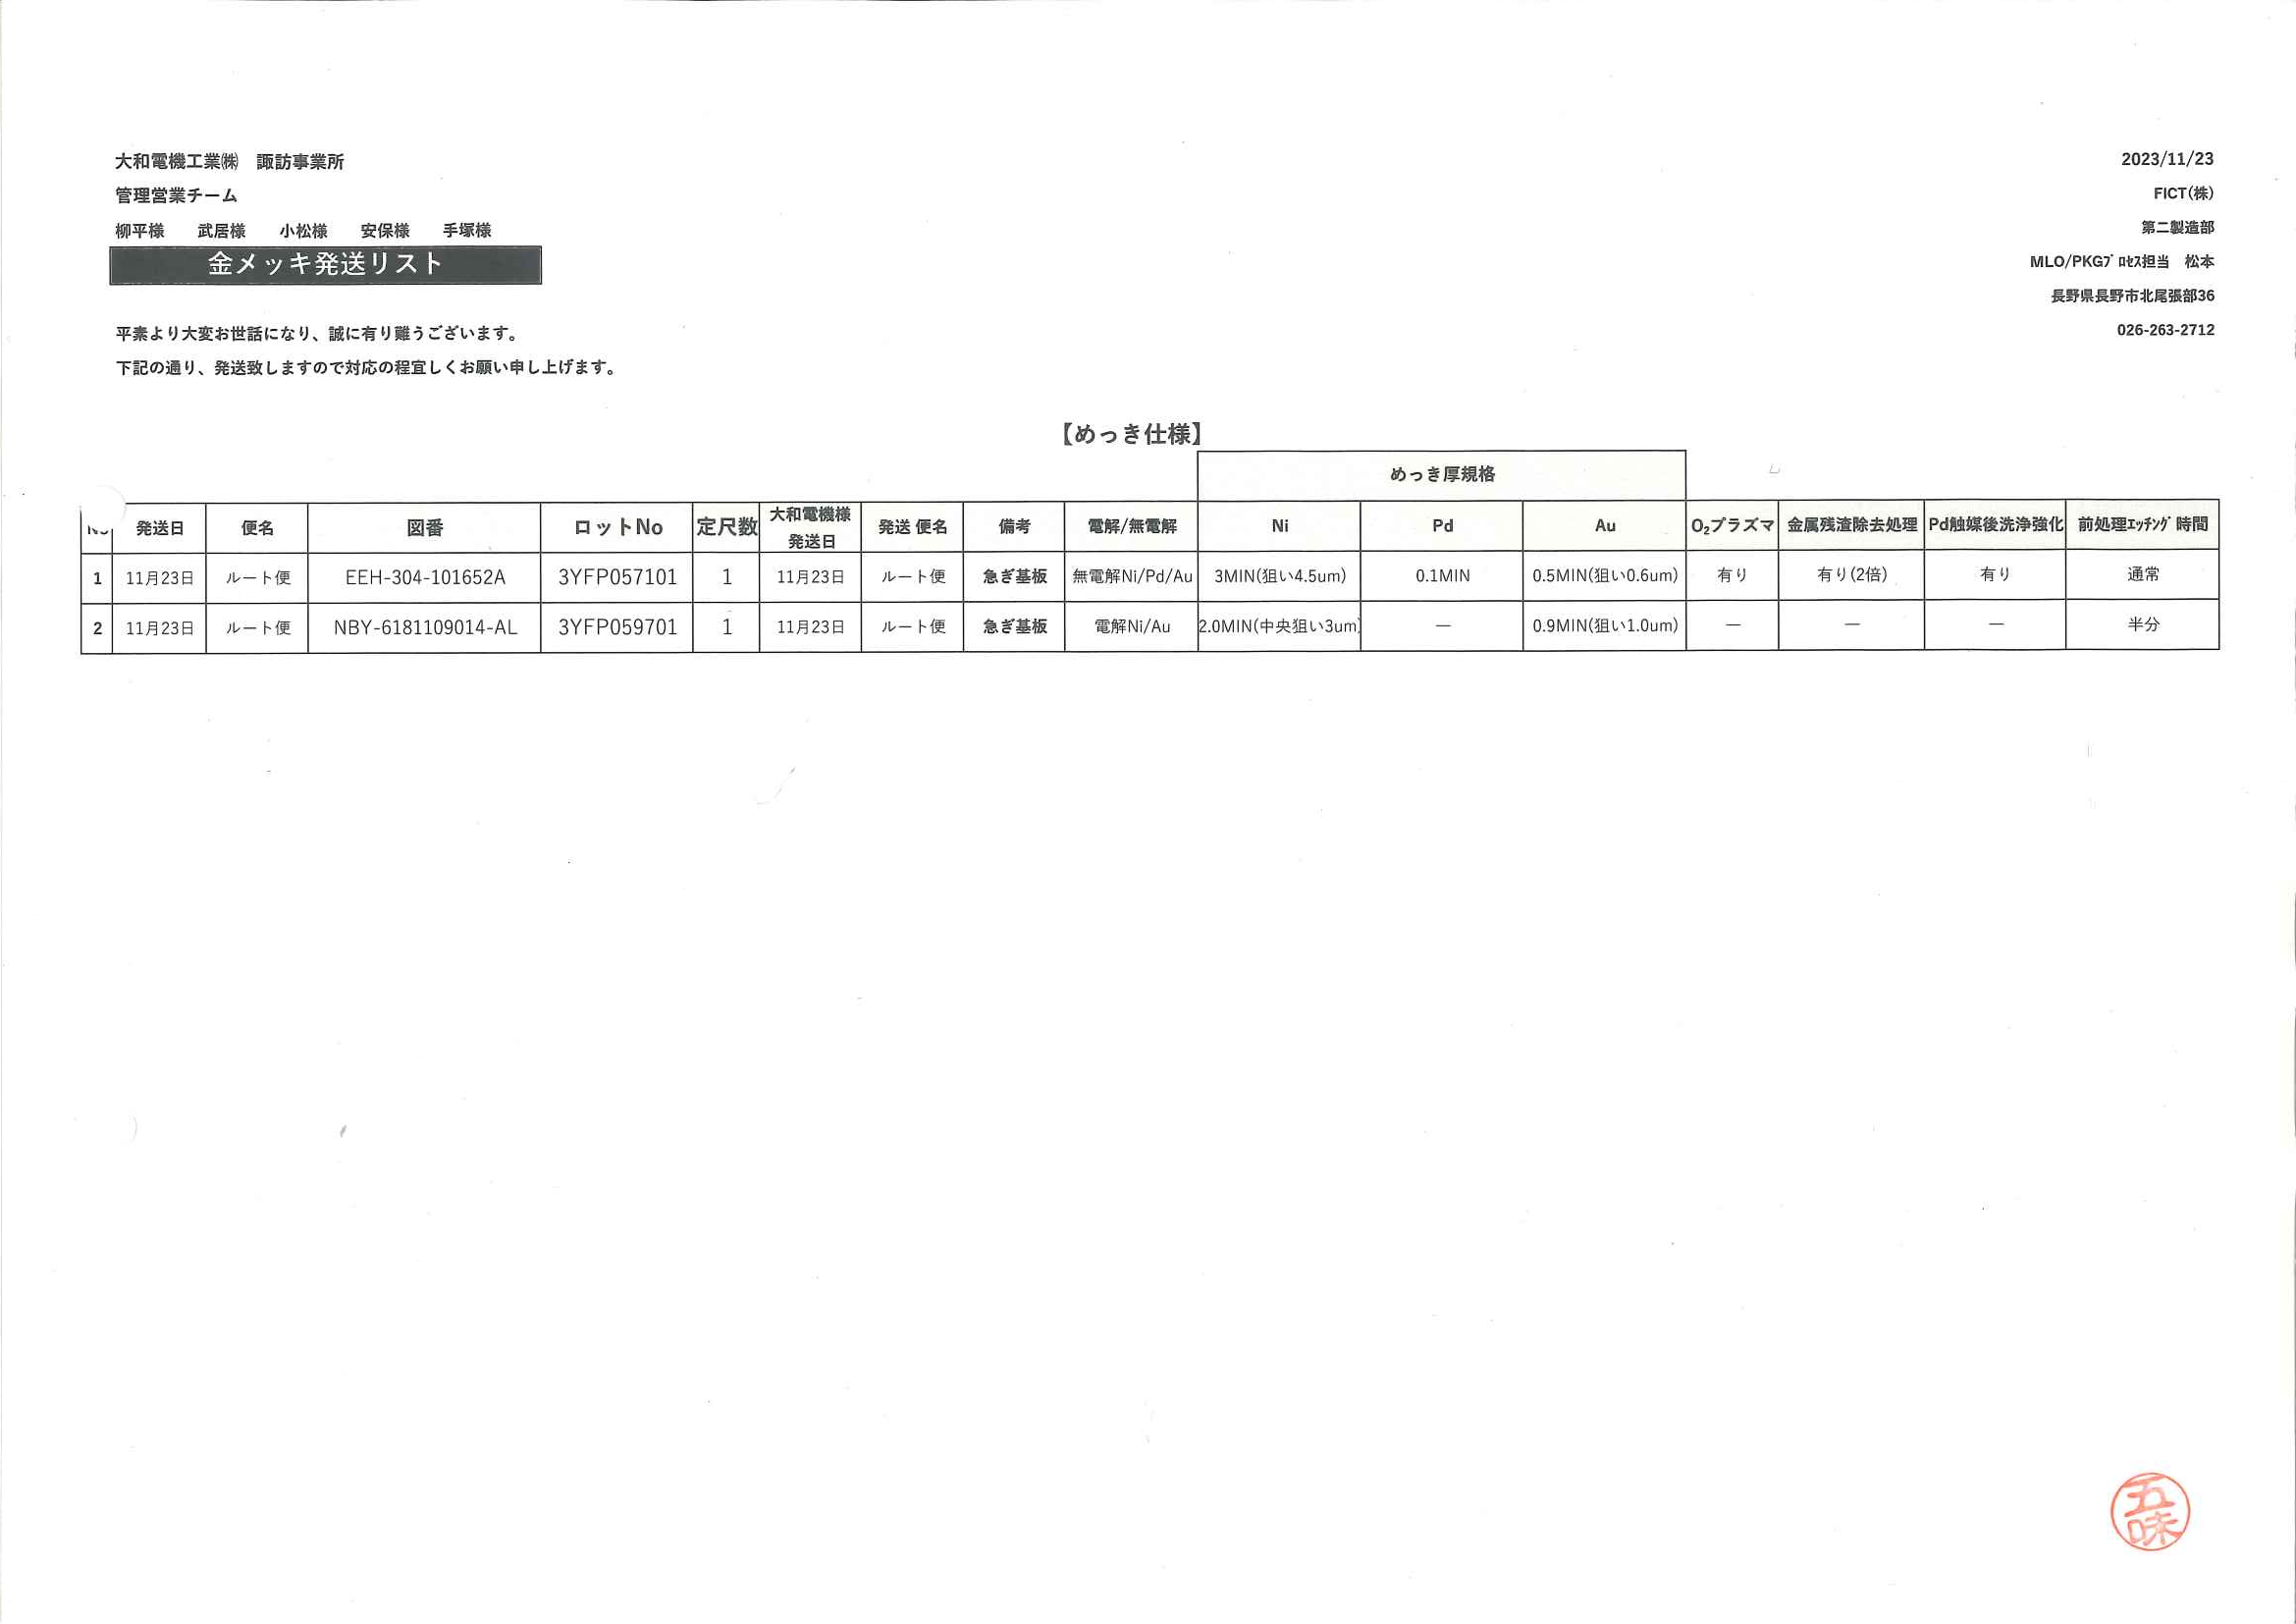 大和電機工業㈱　諏訪事業所
管理営業チーム
柳平様　武居様　小松様　安保様　手塚様
金メッキ発送リスト
平素より大変お世話になり、誠に有り難うございます。
下記の通り、発送致しますので対応の程宜しくお願い申し上げます。
2023/11/23
FICT(株)
第二製造部
MLO/PKGﾌﾟﾛｾｽ担当　松本
長野県長野市北尾張部36
026-263-2712
【めっき仕様】
めっき厚規格
発送日 便名 図番 ロットNo 定尺数 大和電機様発送日 発送 便名 備考 電解/無電解 Ni Pd Au O₂プラズマ 金属残渣除去処理 Pd触媒後洗浄強化 前処理ｴｯﾁﾝｸﾞ時間
1 11月23日 ルート便 EEH-304-101652A 3YFP057101 1 11月23日 ルート便 急ぎ基板 無電解Ni/Pd/Au 3MIN(狙い4.5um) 0.1MIN 0.5MIN(狙い0.6um) 有り 有り(2倍) 有り 通常
2 11月23日 ルート便 NBY-6181109014-AL 3YFP059701 1 11月23日 ルート便 急ぎ基板 電解Ni/Au 2.0MIN(中央狙い3um) — 0.9MIN(狙い1.0um) — — — 半分
五味